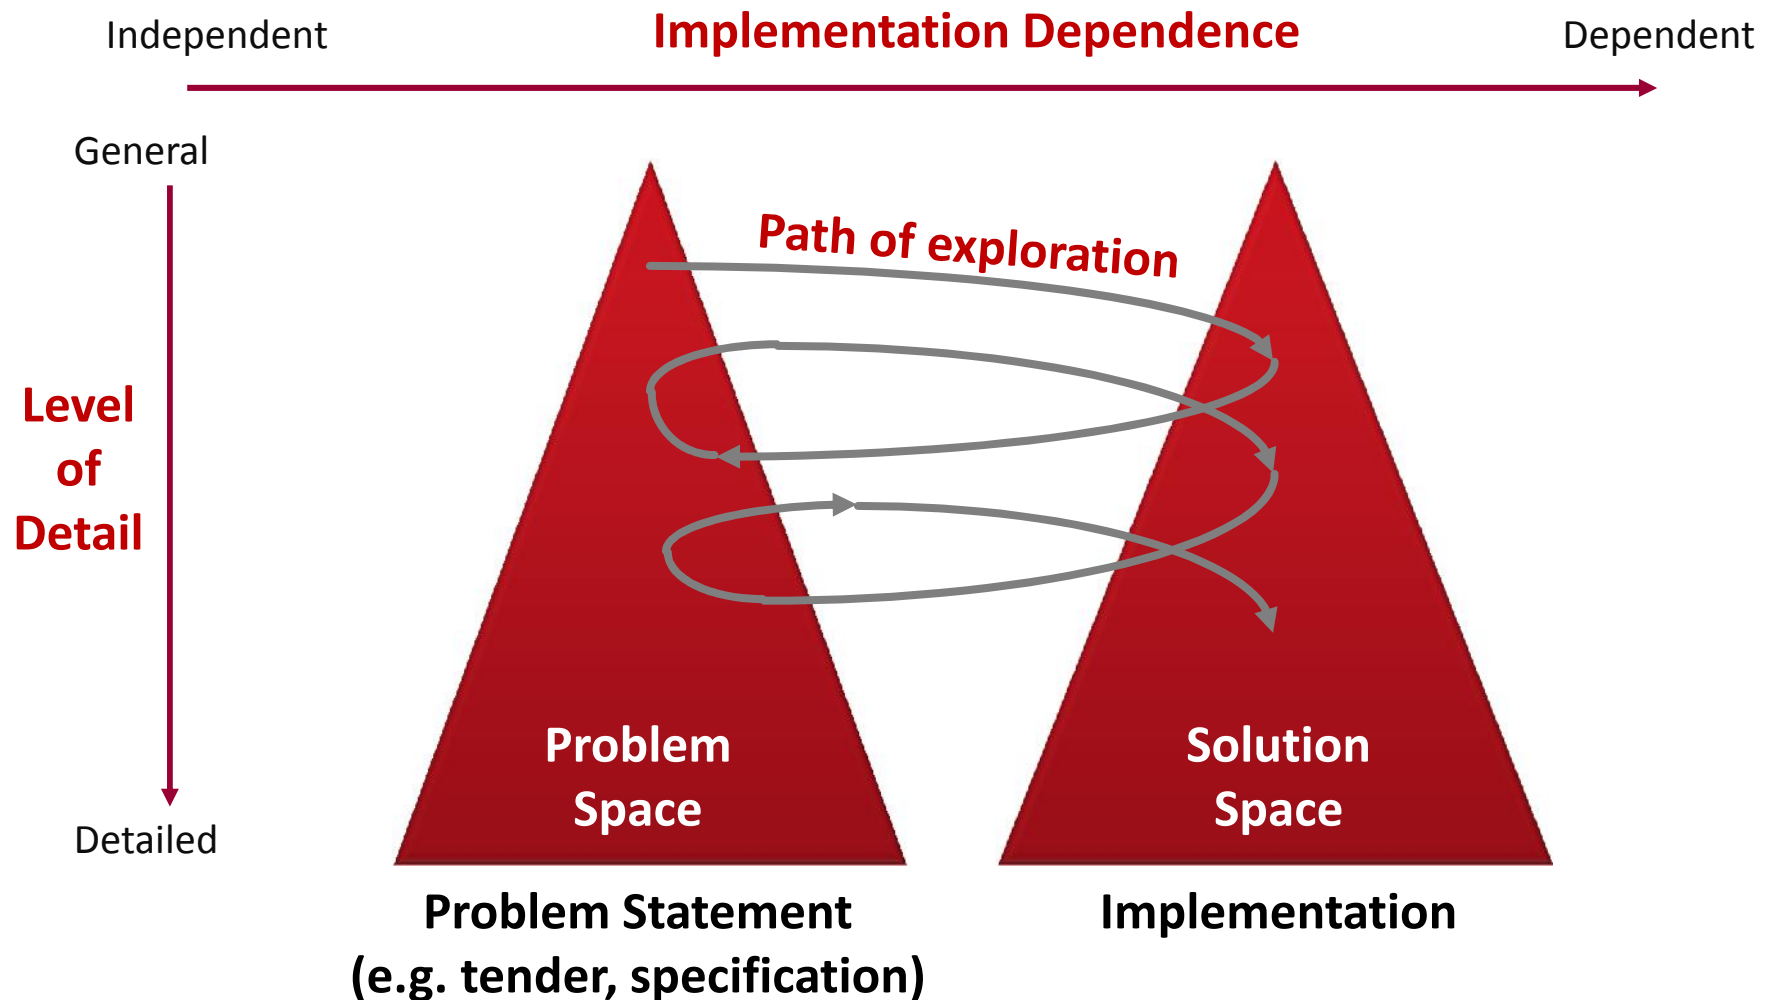 Independent
Implementation Dependence
Dependent
General
Path of exploration
Level
of
Detail
Problem
Space
Solution
Space
Detailed
Problem Statement
(e.g. tender, specification)
Implementation